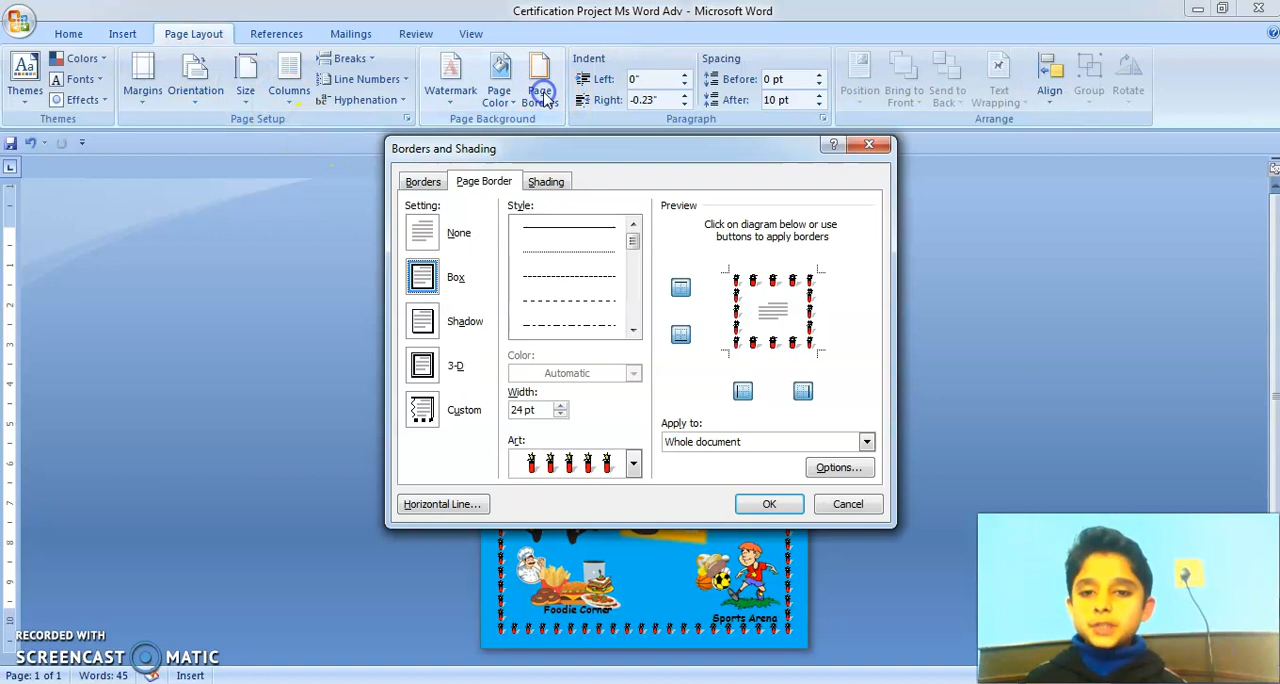 Certification Project Ms Word Adv - Microsoft Word
Home Insert Page Layout References Mailings Review View
Themes Colors Fonts Effects
Margins Orientation Size Columns Breaks Line Numbers Hyphenation
Watermark Page Color Page Borders
Indent Left: 0" Right: -0.23"
Spacing Before: 0 pt After: 10 pt
Position Bring to Front Send to Back Text Wrapping Align Group Rotate
Themes Page Setup Page Background Paragraph Arrange
Borders and Shading
Borders Page Border Shading
Setting:
None
Box
Shadow
3-D
Custom
Style:
Color:
Automatic
Width:
24 pt
Art:
Preview
Click on diagram below or use
buttons to apply borders
Apply to:
Whole document
Options...
Horizontal Line... OK Cancel
Foodie Corner Sports Arena
RECORDED WITH
SCREENCAST MATIC
Page: 1 of 1 Words: 45 Insert